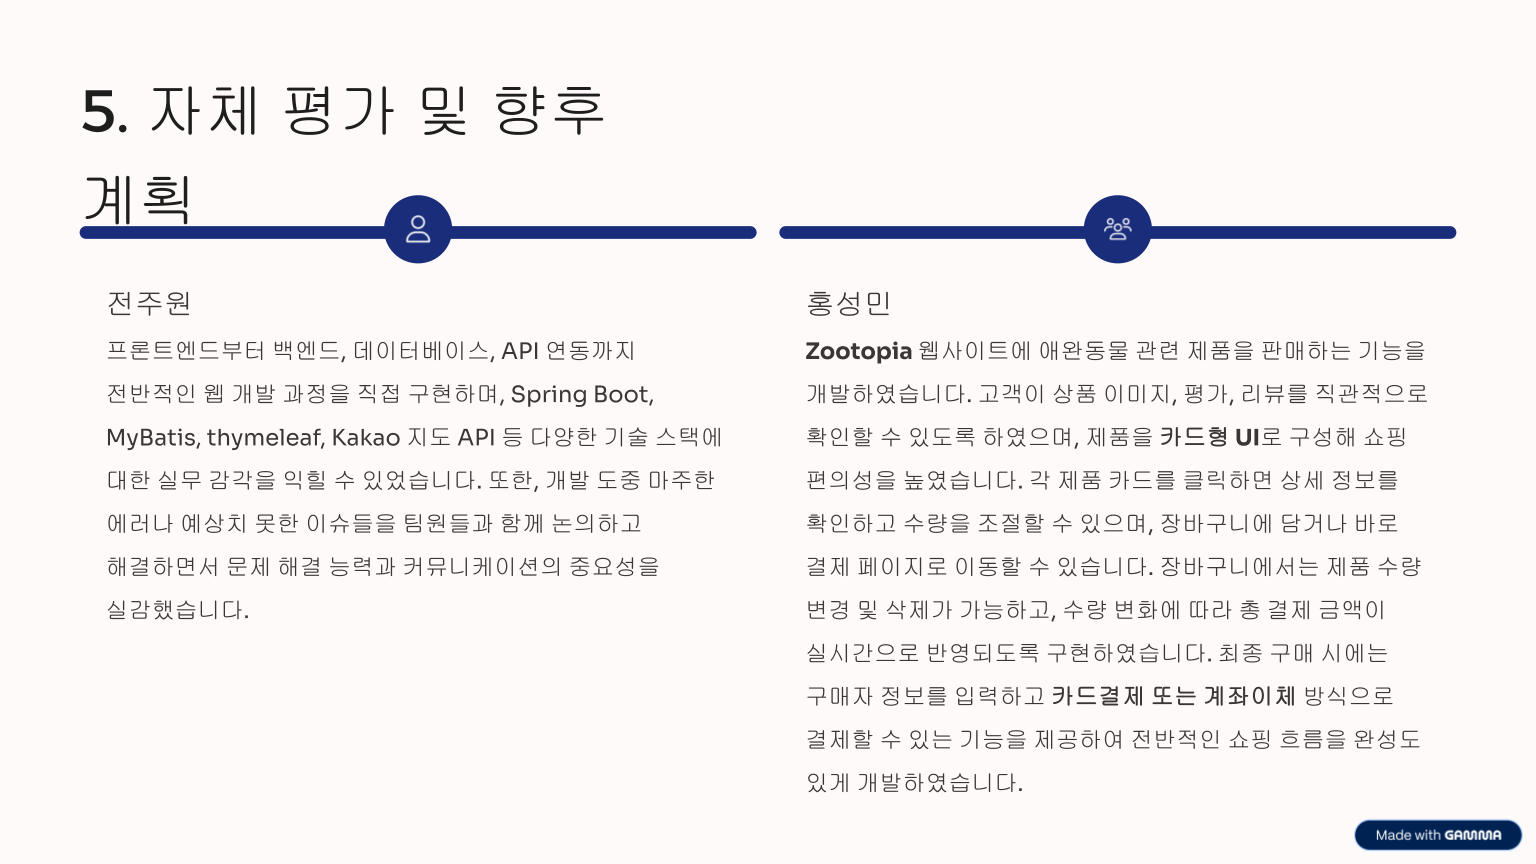 5. 자체 평가 및 향후
계획
전주원
프론트엔드부터 백엔드, 데이터베이스, API 연동까지
전반적인 웹 개발 과정을 직접 구현하며, Spring Boot,
MyBatis, thymeleaf, Kakao 지도 API 등 다양한 기술 스택에
대한 실무 감각을 익힐 수 있었습니다. 또한, 개발 도중 마주한
에러나 예상치 못한 이슈들을 팀원들과 함께 논의하고
해결하면서 문제 해결 능력과 커뮤니케이션의 중요성을
실감했습니다.
홍성민
Zootopia 웹사이트에 애완동물 관련 제품을 판매하는 기능을
개발하였습니다. 고객이 상품 이미지, 평가, 리뷰를 직관적으로
확인할 수 있도록 하였으며, 제품을 카드형 UI로 구성해 쇼핑
편의성을 높였습니다. 각 제품 카드를 클릭하면 상세 정보를
확인하고 수량을 조절할 수 있으며, 장바구니에 담거나 바로
결제 페이지로 이동할 수 있습니다. 장바구니에서는 제품 수량
변경 및 삭제가 가능하고, 수량 변화에 따라 총 결제 금액이
실시간으로 반영되도록 구현하였습니다. 최종 구매 시에는
구매자 정보를 입력하고 카드결제 또는 계좌이체 방식으로
결제할 수 있는 기능을 제공하여 전반적인 쇼핑 흐름을 완성도
있게 개발하였습니다.
Made with GAMMA